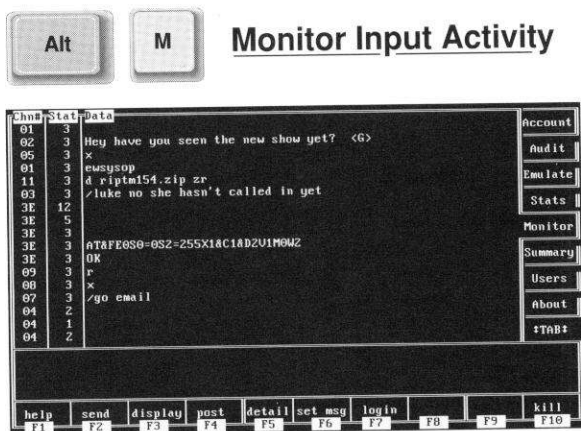 Alt M Monitor Input Activity
Chn# Stat Data
01 3
02 3 Hey have you seen the new show yet? <G>
05 3 x
01 3 ewsysop
11 3 d riptm154.zip zr
03 3 /luke no she hasn't called in yet
3E 12
3E 5
3E 3
3E 3 AT&FE0S0=0S2=255X1&C1&D2V1M0W2
3E 3 OK
09 3 r
08 3 x
07 3 /go email
04 2
04 1
04 2
Account
Audit
Emulate
Stats
Monitor
Summary
Users
About
↕TAB↕
help send display post detail set msg login kill
F1 F2 F3 F4 F5 F6 F7 F8 F9 F10